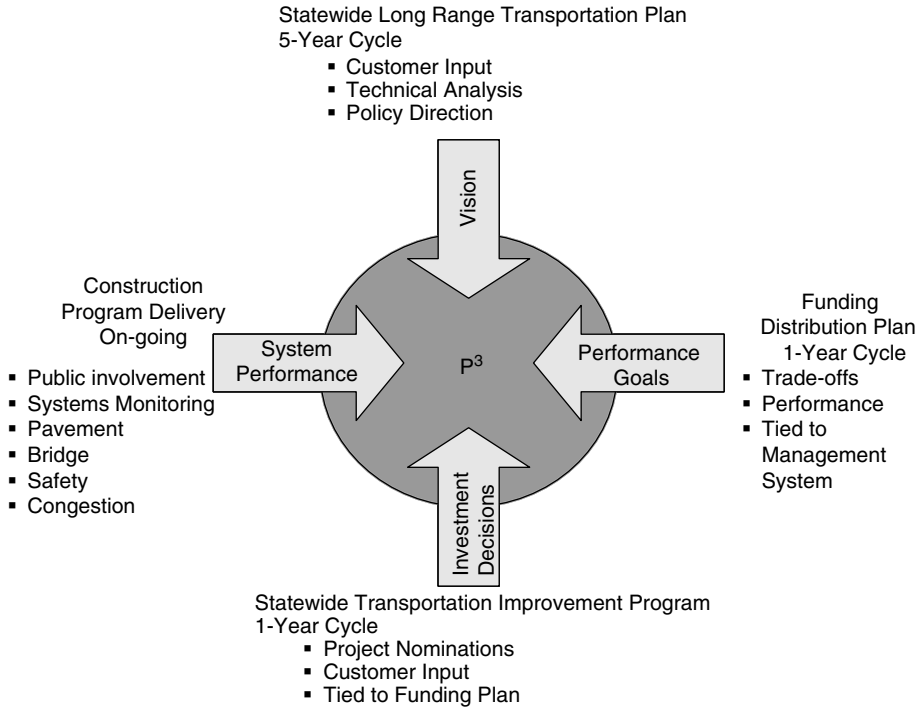 Statewide Long Range Transportation Plan
5-Year Cycle
▪ Customer Input
▪ Technical Analysis
▪ Policy Direction
Vision
Construction
Program Delivery
On-going
▪ Public involvement
▪ Systems Monitoring
▪ Pavement
▪ Bridge
▪ Safety
▪ Congestion
System
Performance
P³
Performance
Goals
Funding
Distribution Plan
1-Year Cycle
▪ Trade-offs
▪ Performance
▪ Tied to
Management
System
Investment
Decisions
Statewide Transportation Improvement Program
1-Year Cycle
▪ Project Nominations
▪ Customer Input
▪ Tied to Funding Plan